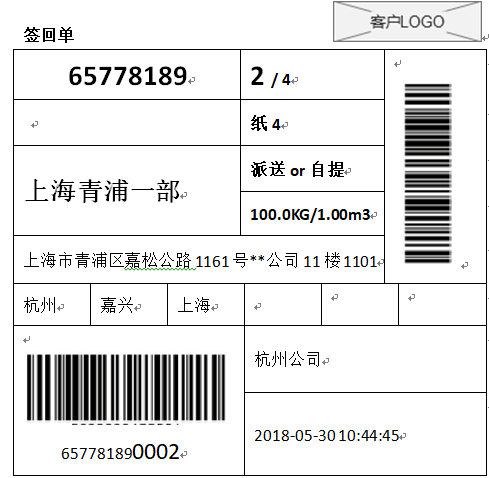 客户LOGO
签回单
65778189
2 / 4
纸 4
上海青浦一部
派送 or 自提
100.0KG/1.00m3
上海市青浦区嘉松公路 1161 号**公司 11 楼 1101
杭州 嘉兴 上海
杭州公司
657781890002
2018-05-30 10:44:45